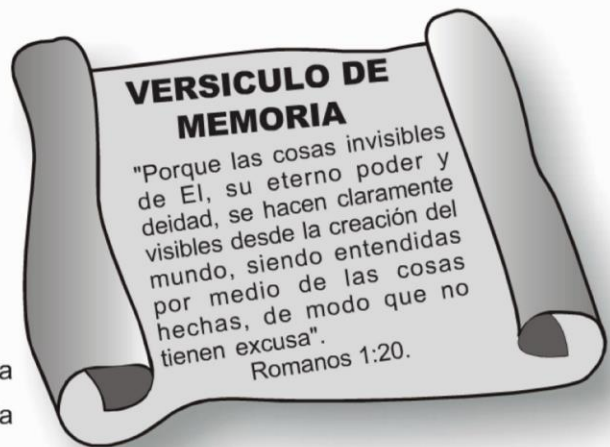 VERSICULO DE
MEMORIA
"Porque las cosas invisibles
de El, su eterno poder y
deidad, se hacen claramente
visibles desde la creación del
mundo, siendo entendidas
por medio de las cosas
hechas, de modo que no
tienen excusa".
Romanos 1:20.
a
a